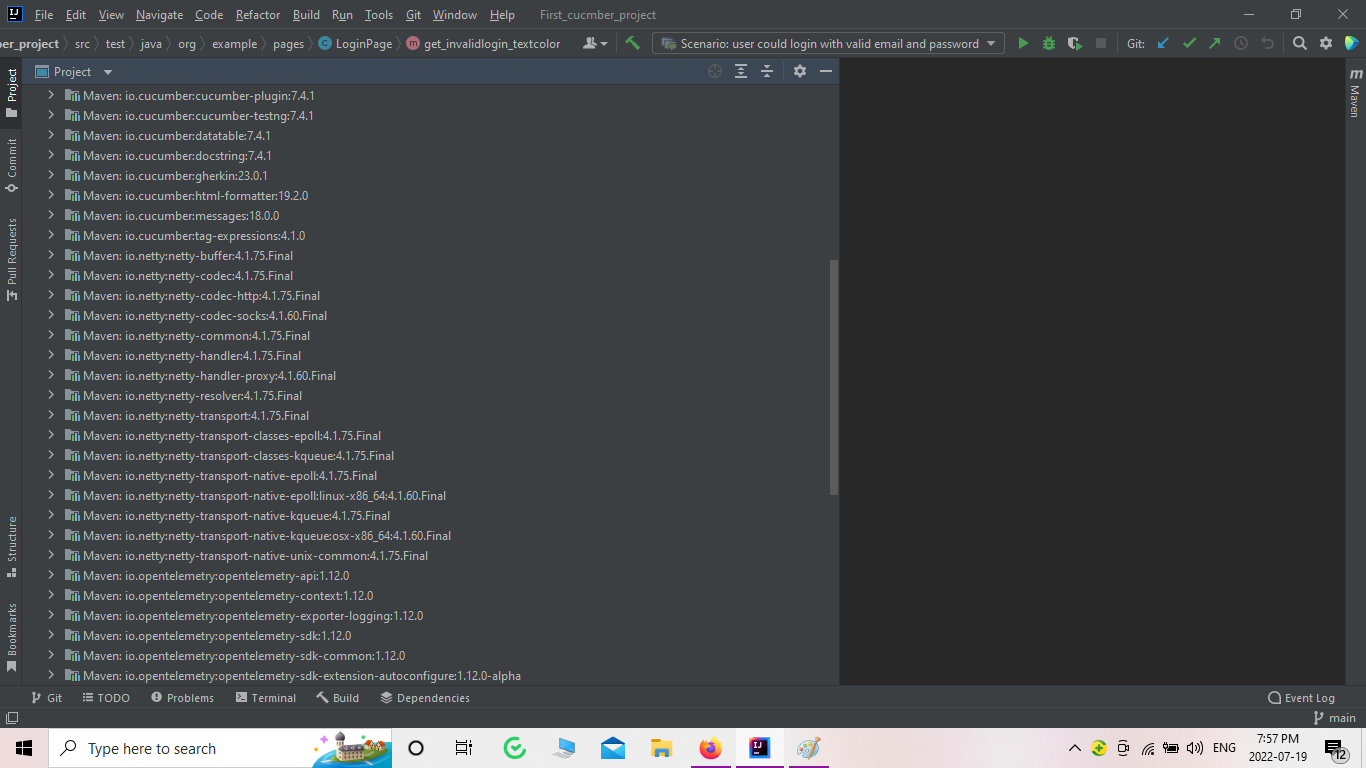 File Edit View Navigate Code Refactor Build Run Tools Git Window Help First_cucmber_project
er_project src test java org example pages LoginPage get_invalidlogin_textcolor Scenario: user could login with valid email and password Git:
Project
Maven: io.cucumber:cucumber-plugin:7.4.1
Maven: io.cucumber:cucumber-testng:7.4.1
Maven: io.cucumber:datatable:7.4.1
Maven: io.cucumber:docstring:7.4.1
Maven: io.cucumber:gherkin:23.0.1
Maven: io.cucumber:html-formatter:19.2.0
Maven: io.cucumber:messages:18.0.0
Maven: io.cucumber:tag-expressions:4.1.0
Maven: io.netty:netty-buffer:4.1.75.Final
Maven: io.netty:netty-codec:4.1.75.Final
Maven: io.netty:netty-codec-http:4.1.75.Final
Maven: io.netty:netty-codec-socks:4.1.60.Final
Maven: io.netty:netty-common:4.1.75.Final
Maven: io.netty:netty-handler:4.1.75.Final
Maven: io.netty:netty-handler-proxy:4.1.60.Final
Maven: io.netty:netty-resolver:4.1.75.Final
Maven: io.netty:netty-transport:4.1.75.Final
Maven: io.netty:netty-transport-classes-epoll:4.1.75.Final
Maven: io.netty:netty-transport-classes-kqueue:4.1.75.Final
Maven: io.netty:netty-transport-native-epoll:4.1.75.Final
Maven: io.netty:netty-transport-native-epoll:linux-x86_64:4.1.60.Final
Maven: io.netty:netty-transport-native-kqueue:4.1.75.Final
Maven: io.netty:netty-transport-native-kqueue:osx-x86_64:4.1.60.Final
Maven: io.netty:netty-transport-native-unix-common:4.1.75.Final
Maven: io.opentelemetry:opentelemetry-api:1.12.0
Maven: io.opentelemetry:opentelemetry-context:1.12.0
Maven: io.opentelemetry:opentelemetry-exporter-logging:1.12.0
Maven: io.opentelemetry:opentelemetry-sdk:1.12.0
Maven: io.opentelemetry:opentelemetry-sdk-common:1.12.0
Maven: io.opentelemetry:opentelemetry-sdk-extension-autoconfigure:1.12.0-alpha
Project
Commit
Pull Requests
Structure
Bookmarks
m
Maven
Git TODO Problems Terminal Build Dependencies Event Log
main
Type here to search
ENG
7:57 PM
2022-07-19
12